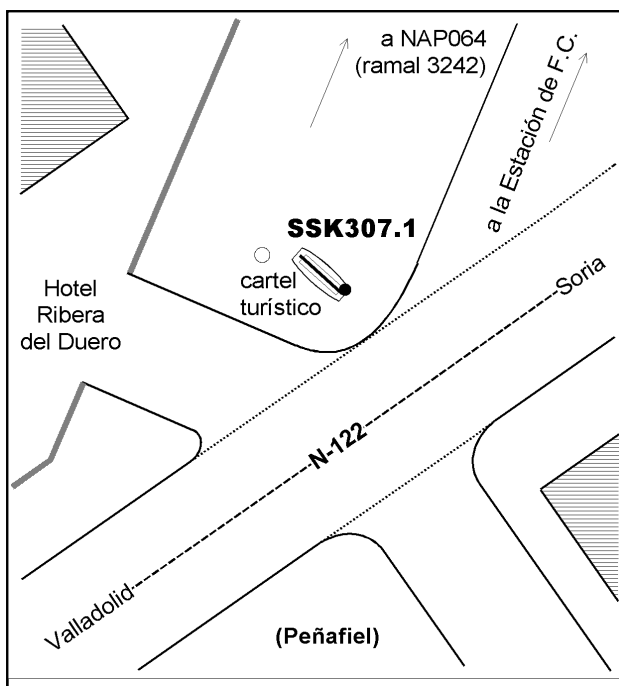 a NAP064
(ramal 3242)
a la Estación de F.C.
SSK307.1
cartel
turístico
Hotel
Ribera
del Duero
Soria
N-122
Valladolid
(Peñafiel)